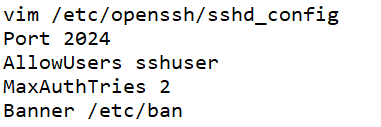 vim /etc/openssh/sshd_config
Port 2024
AllowUsers sshuser
MaxAuthTries 2
Banner /etc/ban